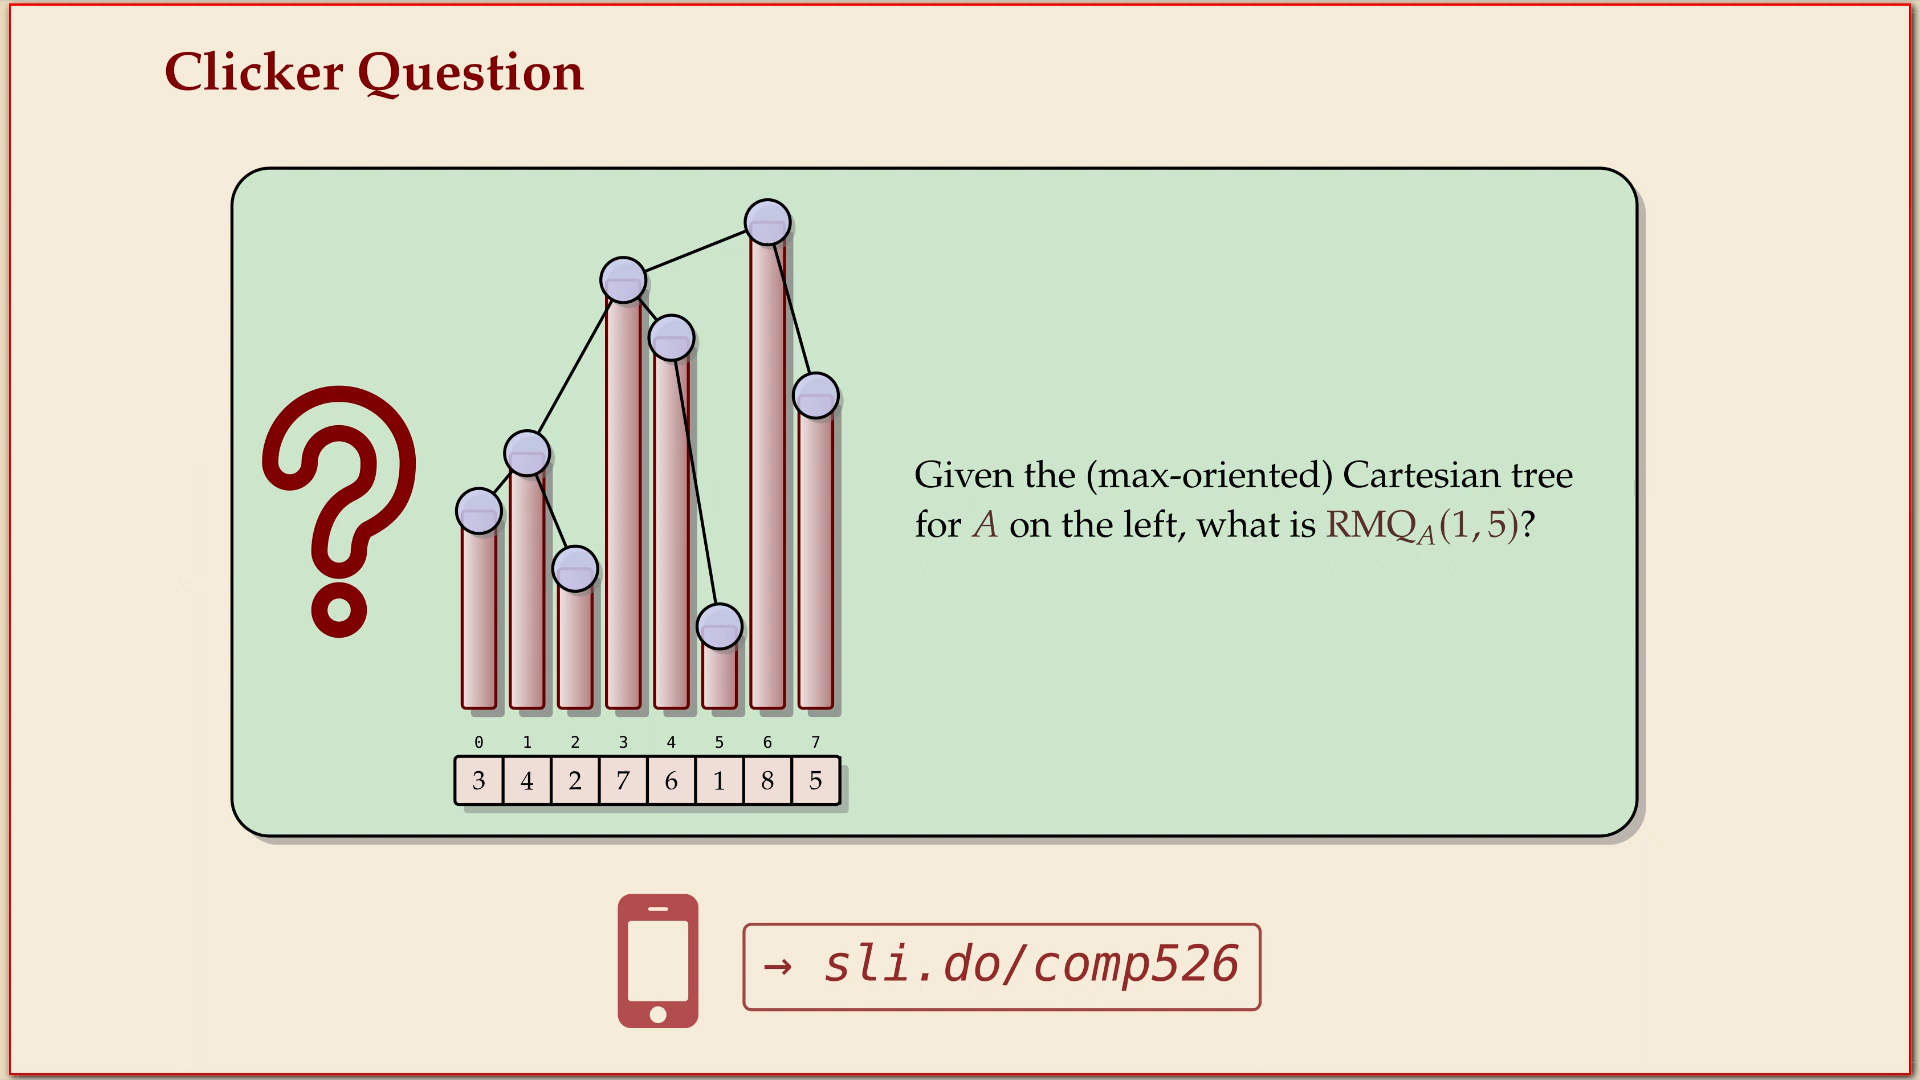 Clicker Question
Given the (max-oriented) Cartesian tree
for A on the left, what is RMQ_A(1, 5)?
0 1 2 3 4 5 6 7
3 4 2 7 6 1 8 5
→ sli.do/comp526